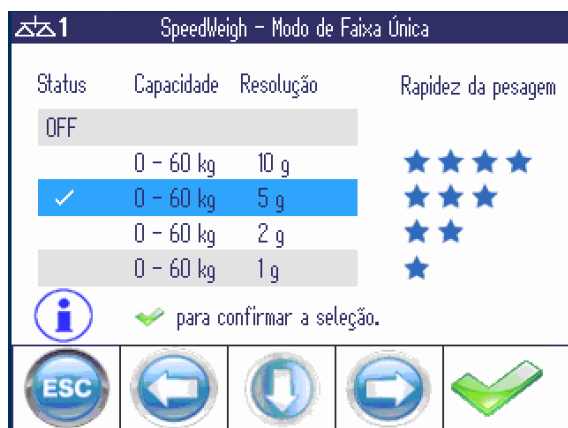 1 SpeedWeigh - Modo de Faixa Única
Status Capacidade Resolução Rapidez da pesagem
OFF
0 - 60 kg 10 g
0 - 60 kg 5 g
0 - 60 kg 2 g
0 - 60 kg 1 g
i para confirmar a seleção.
ESC